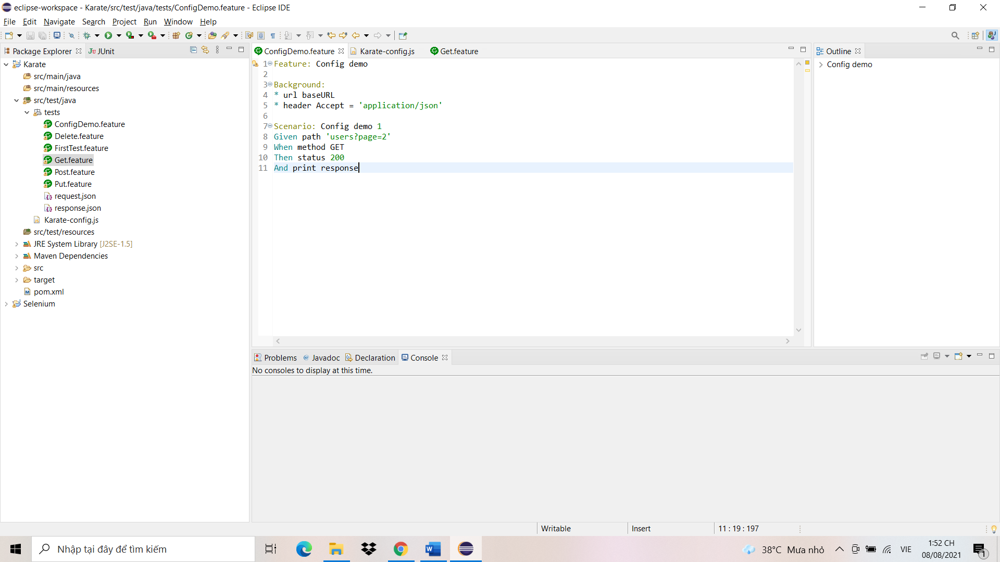 eclipse-workspace - Karate/src/test/java/tests/ConfigDemo.feature - Eclipse IDE
File Edit Navigate Search Project Run Window Help
Package Explorer JUnit
Karate
src/main/java
src/main/resources
src/test/java
tests
ConfigDemo.feature
Delete.feature
FirstTest.feature
Get.feature
Post.feature
Put.feature
request.json
response.json
Karate-config.js
src/test/resources
JRE System Library [J2SE-1.5]
Maven Dependencies
src
target
pom.xml
Selenium
ConfigDemo.feature Karate-config.js Get.feature
1 Feature: Config demo
2
3 Background:
4 * url baseURL
5 * header Accept = 'application/json'
6
7 Scenario: Config demo 1
8 Given path 'users?page=2'
9 When method GET
10 Then status 200
11 And print response
Outline
Config demo
Problems @ Javadoc Declaration Console
No consoles to display at this time.
Writable Insert 11 : 19 : 197
Nhập tại đây để tìm kiếm
38°C Mưa nhỏ VIE
1:52 CH
08/08/2021
1